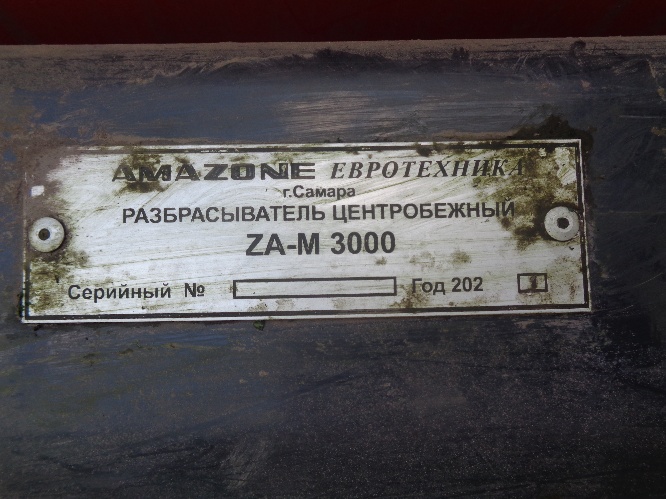 AMAZONE ЕВРОТЕХНИКА
г.Самара
РАЗБРАСЫВАТЕЛЬ ЦЕНТРОБЕЖНЫЙ
ZA-M 3000
Серийный № Год 202